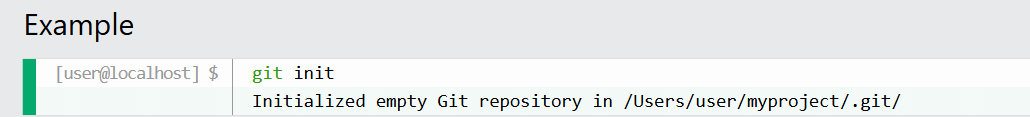 Example
[user@localhost] $ git init
Initialized empty Git repository in /Users/user/myproject/.git/